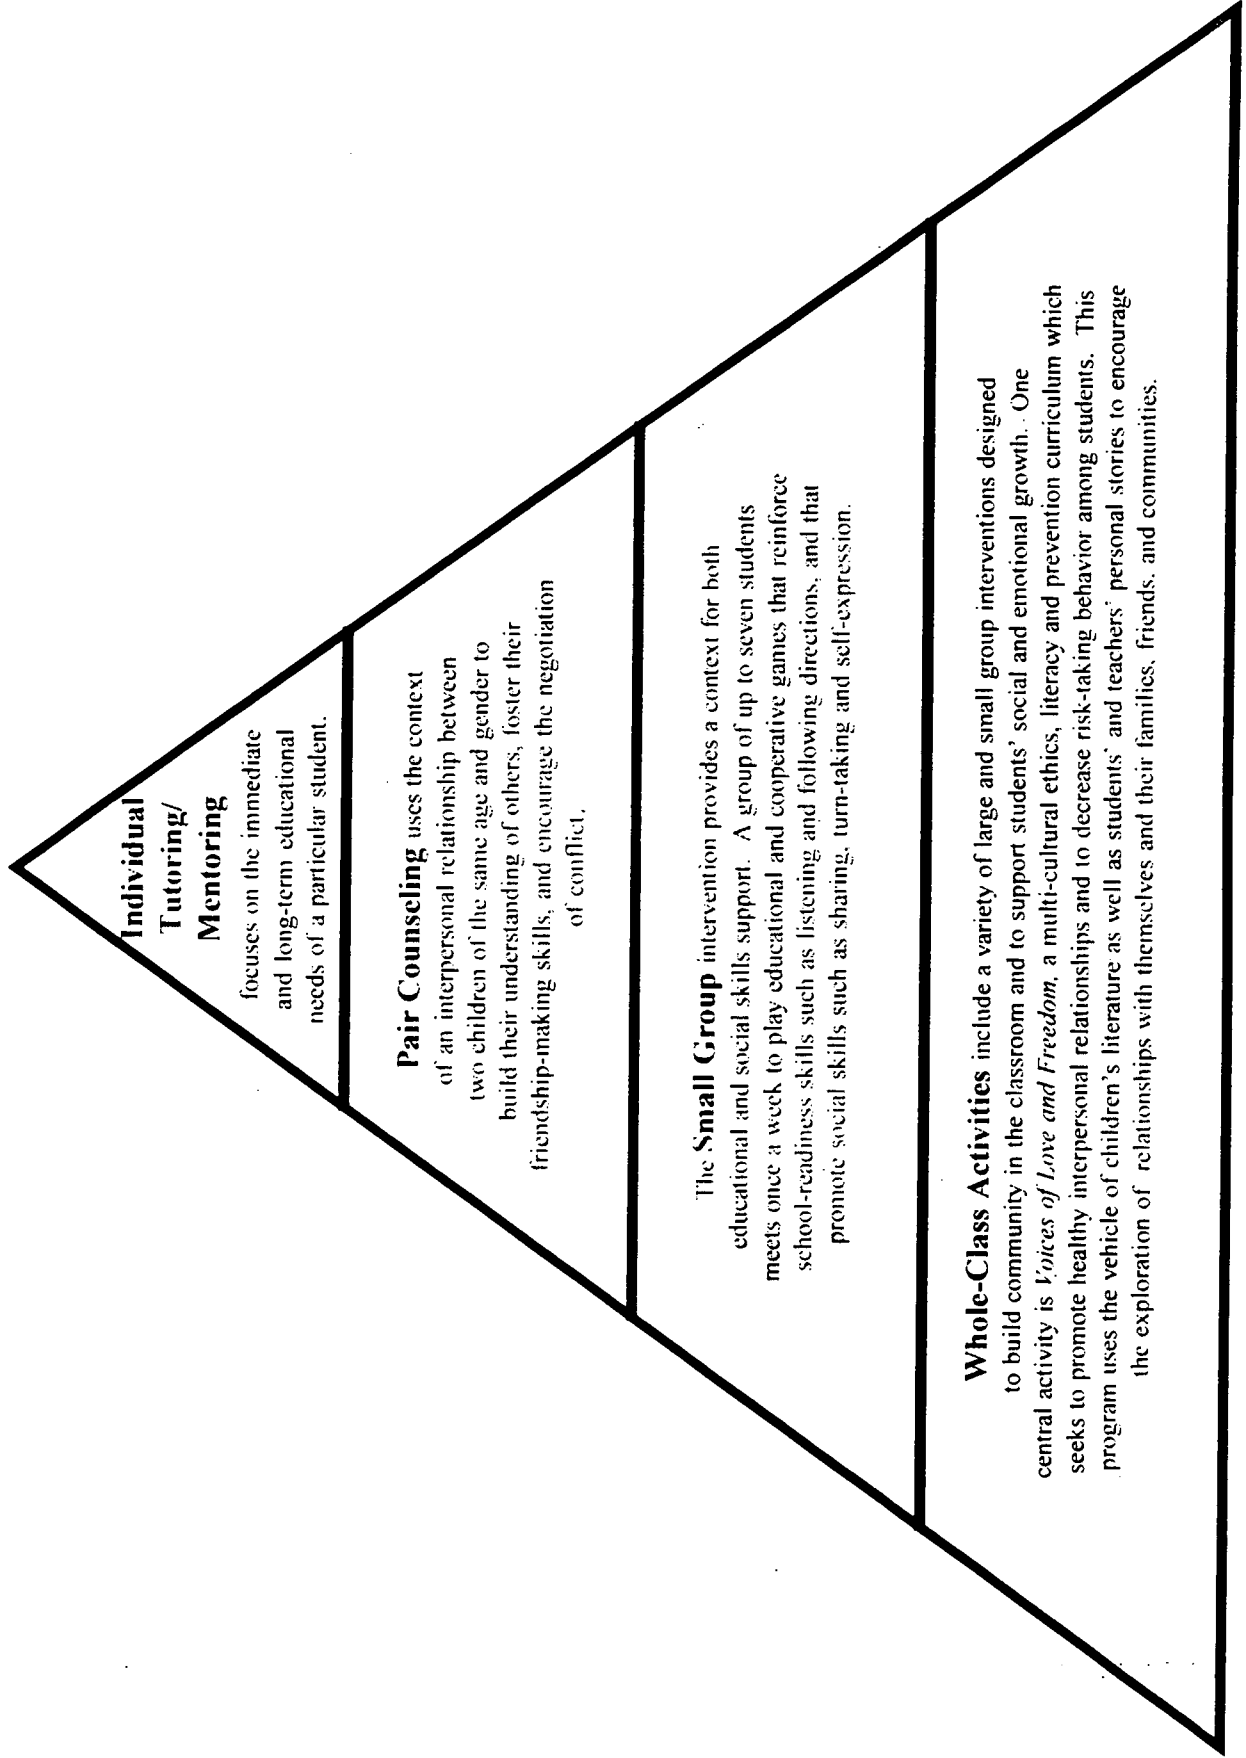 Individual
Tutoring/
Mentoring
focuses on the immediate
and long-term educational
needs of a particular student.
Pair Counseling uses the context
of an interpersonal relationship between
two children of the same age and gender to
build their understanding of others, foster their
friendship-making skills, and encourage the negotiation
of conflict.
The Small Group intervention provides a context for both
educational and social skills support. A group of up to seven students
meets once a week to play educational and cooperative games that reinforce
school-readiness skills such as listening and following directions, and that
promote social skills such as sharing, turn-taking and self-expression.
Whole-Class Activities include a variety of large and small group interventions designed
to build community in the classroom and to support students' social and emotional growth. One
central activity is Voices of Love and Freedom, a multi-cultural ethics, literacy and prevention curriculum which
seeks to promote healthy interpersonal relationships and to decrease risk-taking behavior among students. This
program uses the vehicle of children's literature as well as students' and teachers' personal stories to encourage
the exploration of relationships with themselves and their families, friends, and communities.